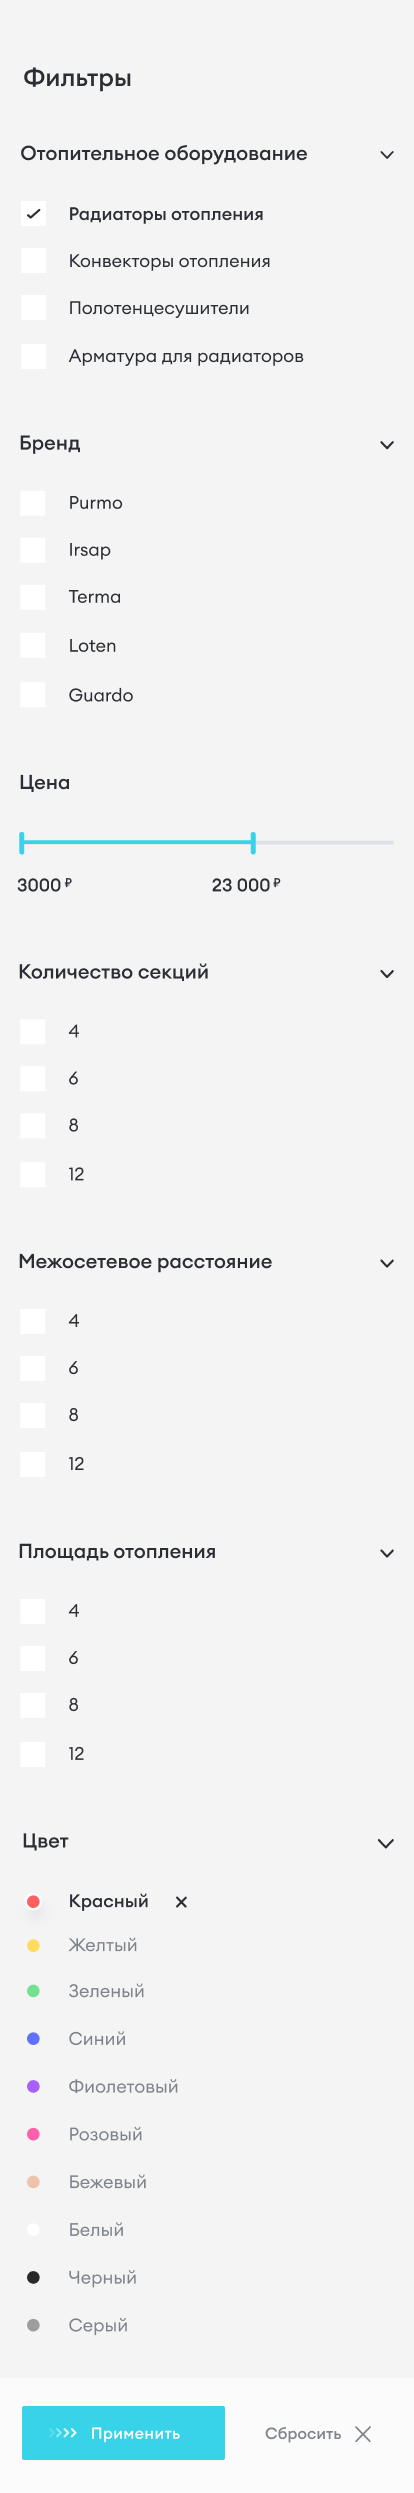 Фильтры
Отопительное оборудование
Радиаторы отопления
Конвекторы отопления
Полотенцесушители
Арматура для радиаторов
Бренд
Purmo
Irsap
Terma
Loten
Guardo
Цена
3000 ₽ 23 000 ₽
Количество секций
4
6
8
12
Межосетевое расстояние
4
6
8
12
Площадь отопления
4
6
8
12
Цвет
Красный
Желтый
Зеленый
Синий
Фиолетовый
Розовый
Бежевый
Белый
Черный
Серый
Применить Сбросить